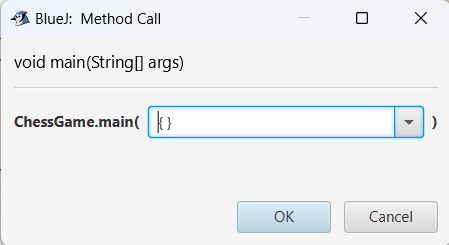 BlueJ: Method Call
void main(String[] args)
ChessGame.main( { } )
OK Cancel